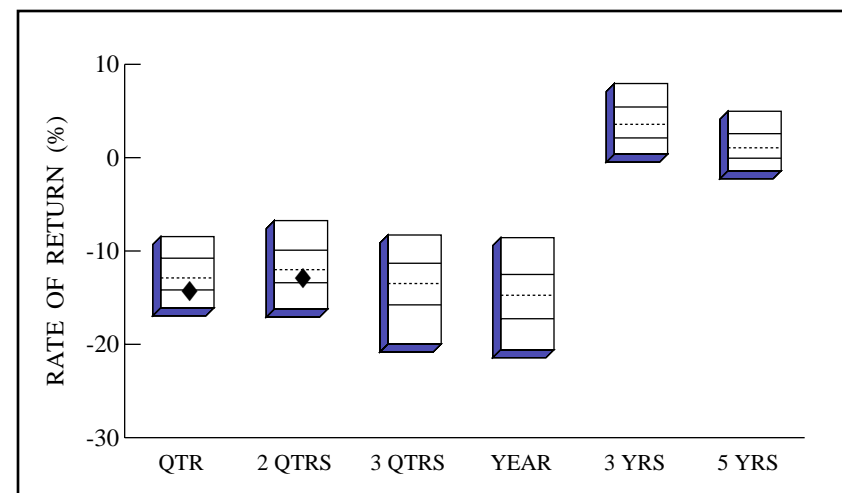 RATE OF RETURN (%)
10
0
-10
-20
-30
QTR 2 QTRS 3 QTRS YEAR 3 YRS 5 YRS